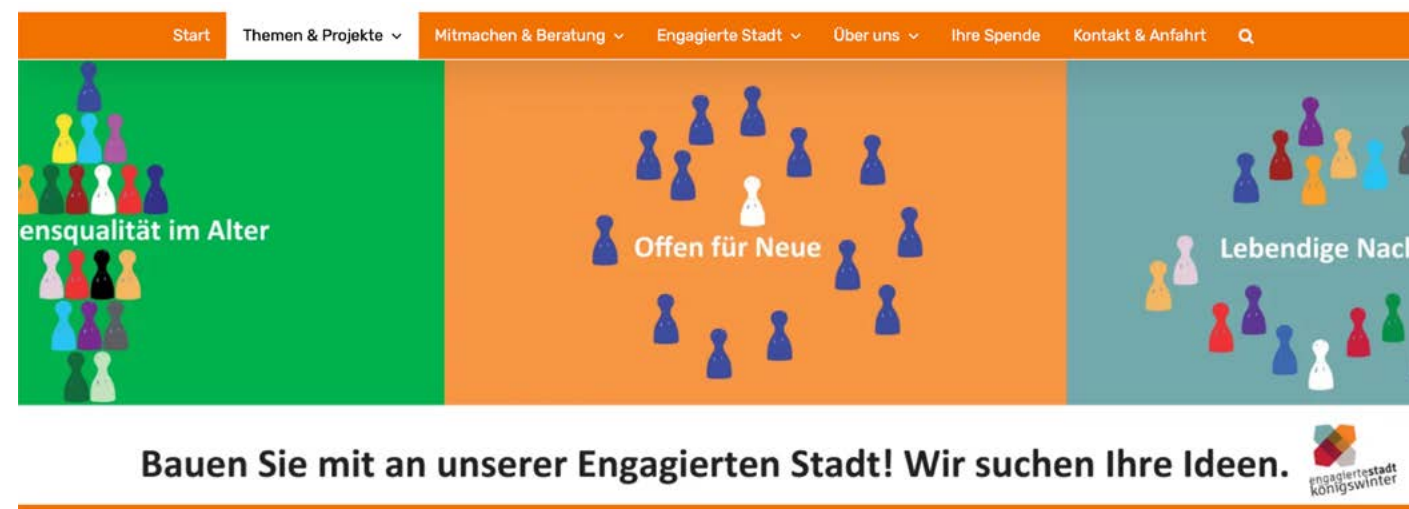 Start Themen & Projekte Mitmachen & Beratung Engagierte Stadt Über uns Ihre Spende Kontakt & Anfahrt
ensqualität im Alter
Offen für Neue
Lebendige Nac
Bauen Sie mit an unserer Engagierten Stadt! Wir suchen Ihre Ideen.
engagiertestadt
königswinter